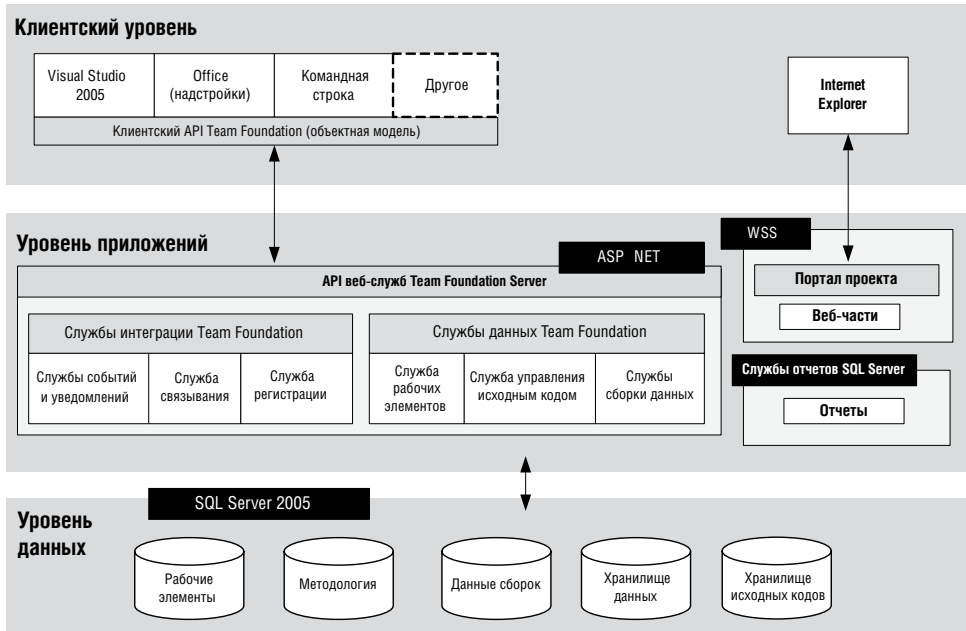 Клиентский уровень
Visual Studio
2005
Office
(надстройки)
Командная
строка
Другое
Клиентский API Team Foundation (объектная модель)
Internet
Explorer
Уровень приложений
ASP NET
API веб-служб Team Foundation Server
Службы интеграции Team Foundation
Службы событий
и уведомлений
Служба
связывания
Служба
регистрации
Службы данных Team Foundation
Служба
рабочих
элементов
Служба управления
исходным кодом
Службы
сборки данных
WSS
Портал проекта
Веб-части
Службы отчетов SQL Server
Отчеты
Уровень
данных
SQL Server 2005
Рабочие
элементы
Методология
Данные сборок
Хранилище
данных
Хранилище
исходных кодов